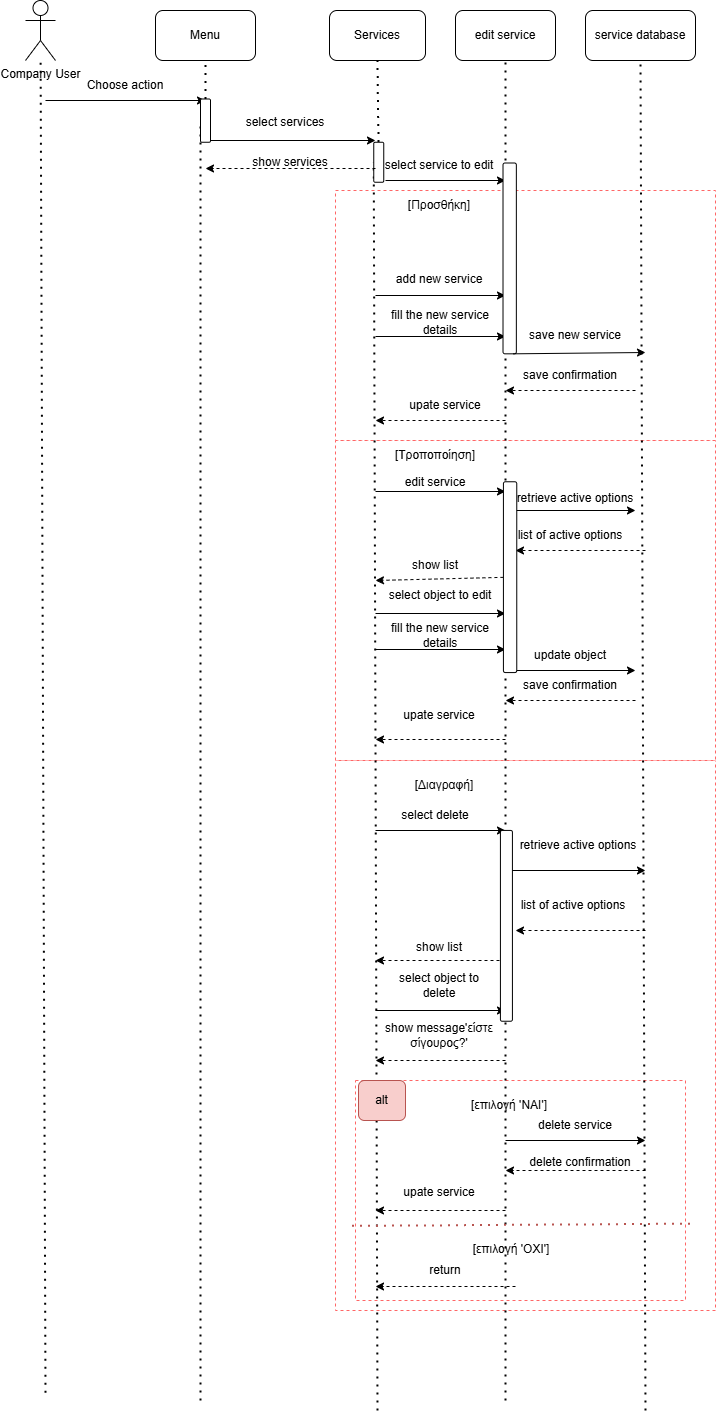 Menu
Services
edit service
service database
Company User
Choose action
select services
show services
select service to edit
[Προσθήκη]
add new service
fill the new service
details
save new service
save confirmation
upate service
[Τροποποίηση]
edit service
retrieve active options
list of active options
show list
select object to edit
fill the new service
details
update object
save confirmation
upate service
[Διαγραφή]
select delete
retrieve active options
list of active options
show list
select object to
delete
show message'είστε
σίγουρος?'
alt
[επιλογή 'ΝΑΙ']
delete service
delete confirmation
upate service
[επιλογή 'ΟΧΙ']
return